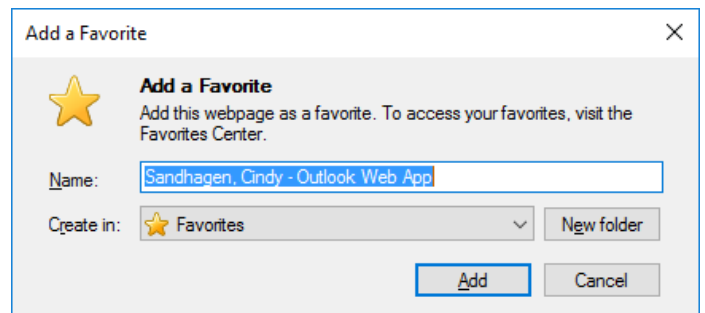 Add a Favorite
Add a Favorite
Add this webpage as a favorite. To access your favorites, visit the
Favorites Center.
Name: Sandhagen, Cindy - Outlook Web App
Create in: Favorites New folder
Add Cancel